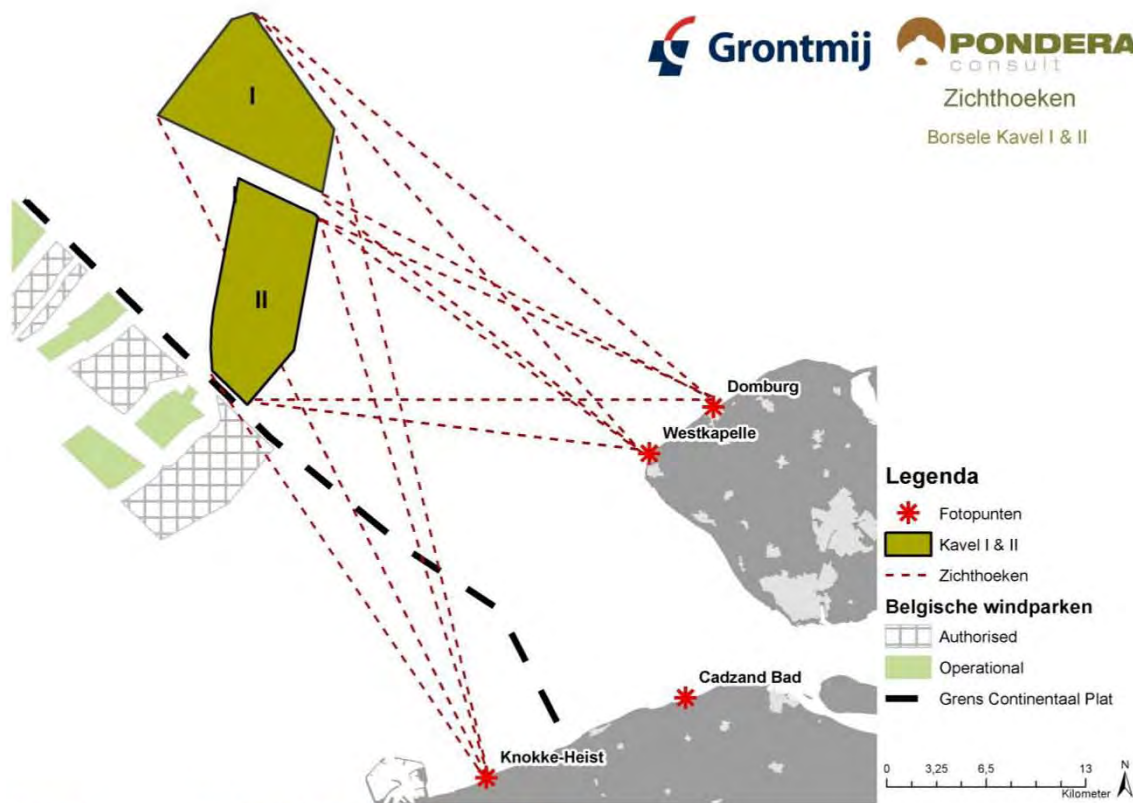 Grontmij
PONDERA
consult
Zichthoeken
Borsele Kavel I & II
I
II
Domburg
Westkapelle
Cadzand Bad
Knokke-Heist
Legenda
Fotopunten
Kavel I & II
Zichthoeken
Belgische windparken
Authorised
Operational
Grens Continentaal Plat
0 3,25 6,5 13
Kilometer
N